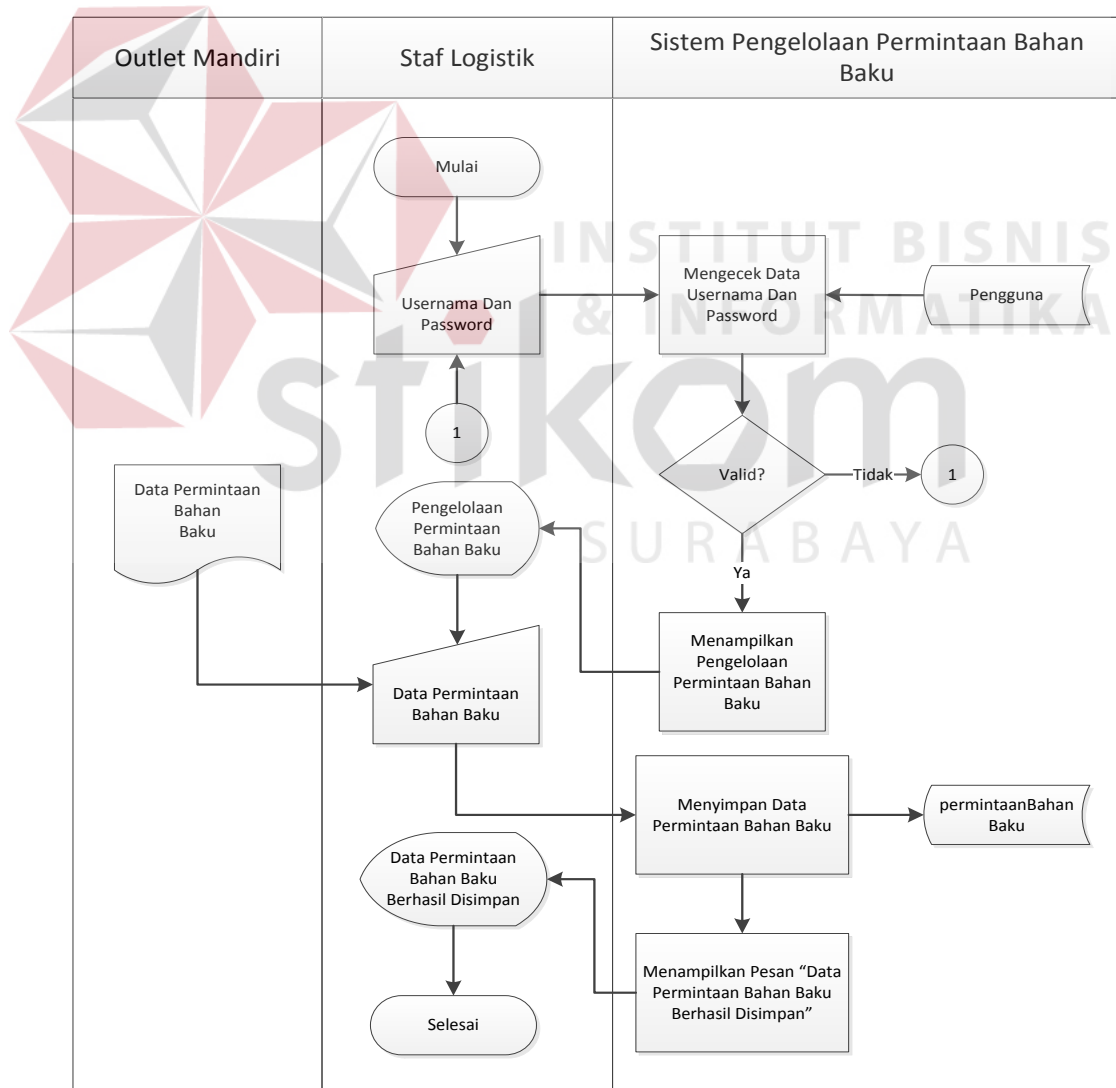 Outlet Mandiri
Staf Logistik
Sistem Pengelolaan Permintaan Bahan
Baku
Mulai
INSTITUT BISNIS
& INFORMATIKA
stikom
SURABAYA
Usernama Dan
Password
Mengecek Data
Usernama Dan
Password
Pengguna
1
Valid?
Tidak
1
Data Permintaan
Bahan
Baku
Pengelolaan
Permintaan
Bahan Baku
Ya
Menampilkan
Pengelolaan
Permintaan Bahan
Baku
Data Permintaan
Bahan Baku
Menyimpan Data
Permintaan Bahan Baku
permintaanBahan
Baku
Data Permintaan
Bahan Baku
Berhasil Disimpan
Menampilkan Pesan “Data
Permintaan Bahan Baku
Berhasil Disimpan”
Selesai